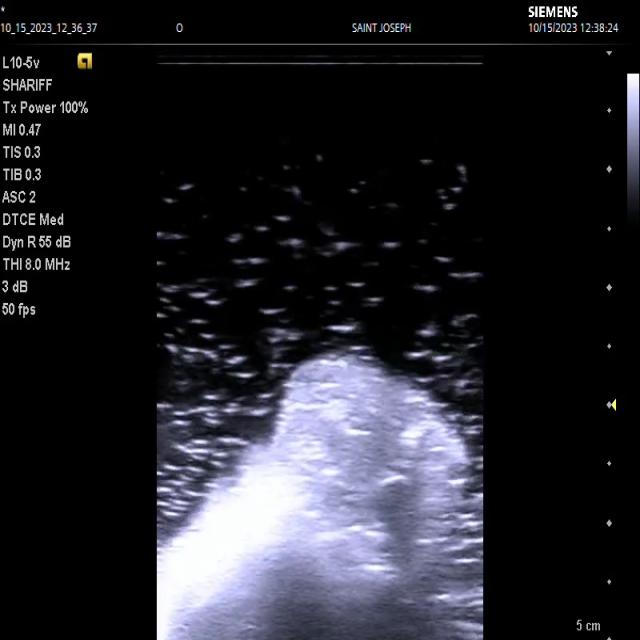 SIEMENS
10_15_2023_12_36_37 O SAINT JOSEPH 10/15/2023 12:38:24
L10-5v
SHARIFF
Tx Power 100%
MI 0.47
TIS 0.3
TIB 0.3
ASC 2
DTCE Med
Dyn R 55 dB
THI 8.0 MHz
3 dB
50 fps
5 cm